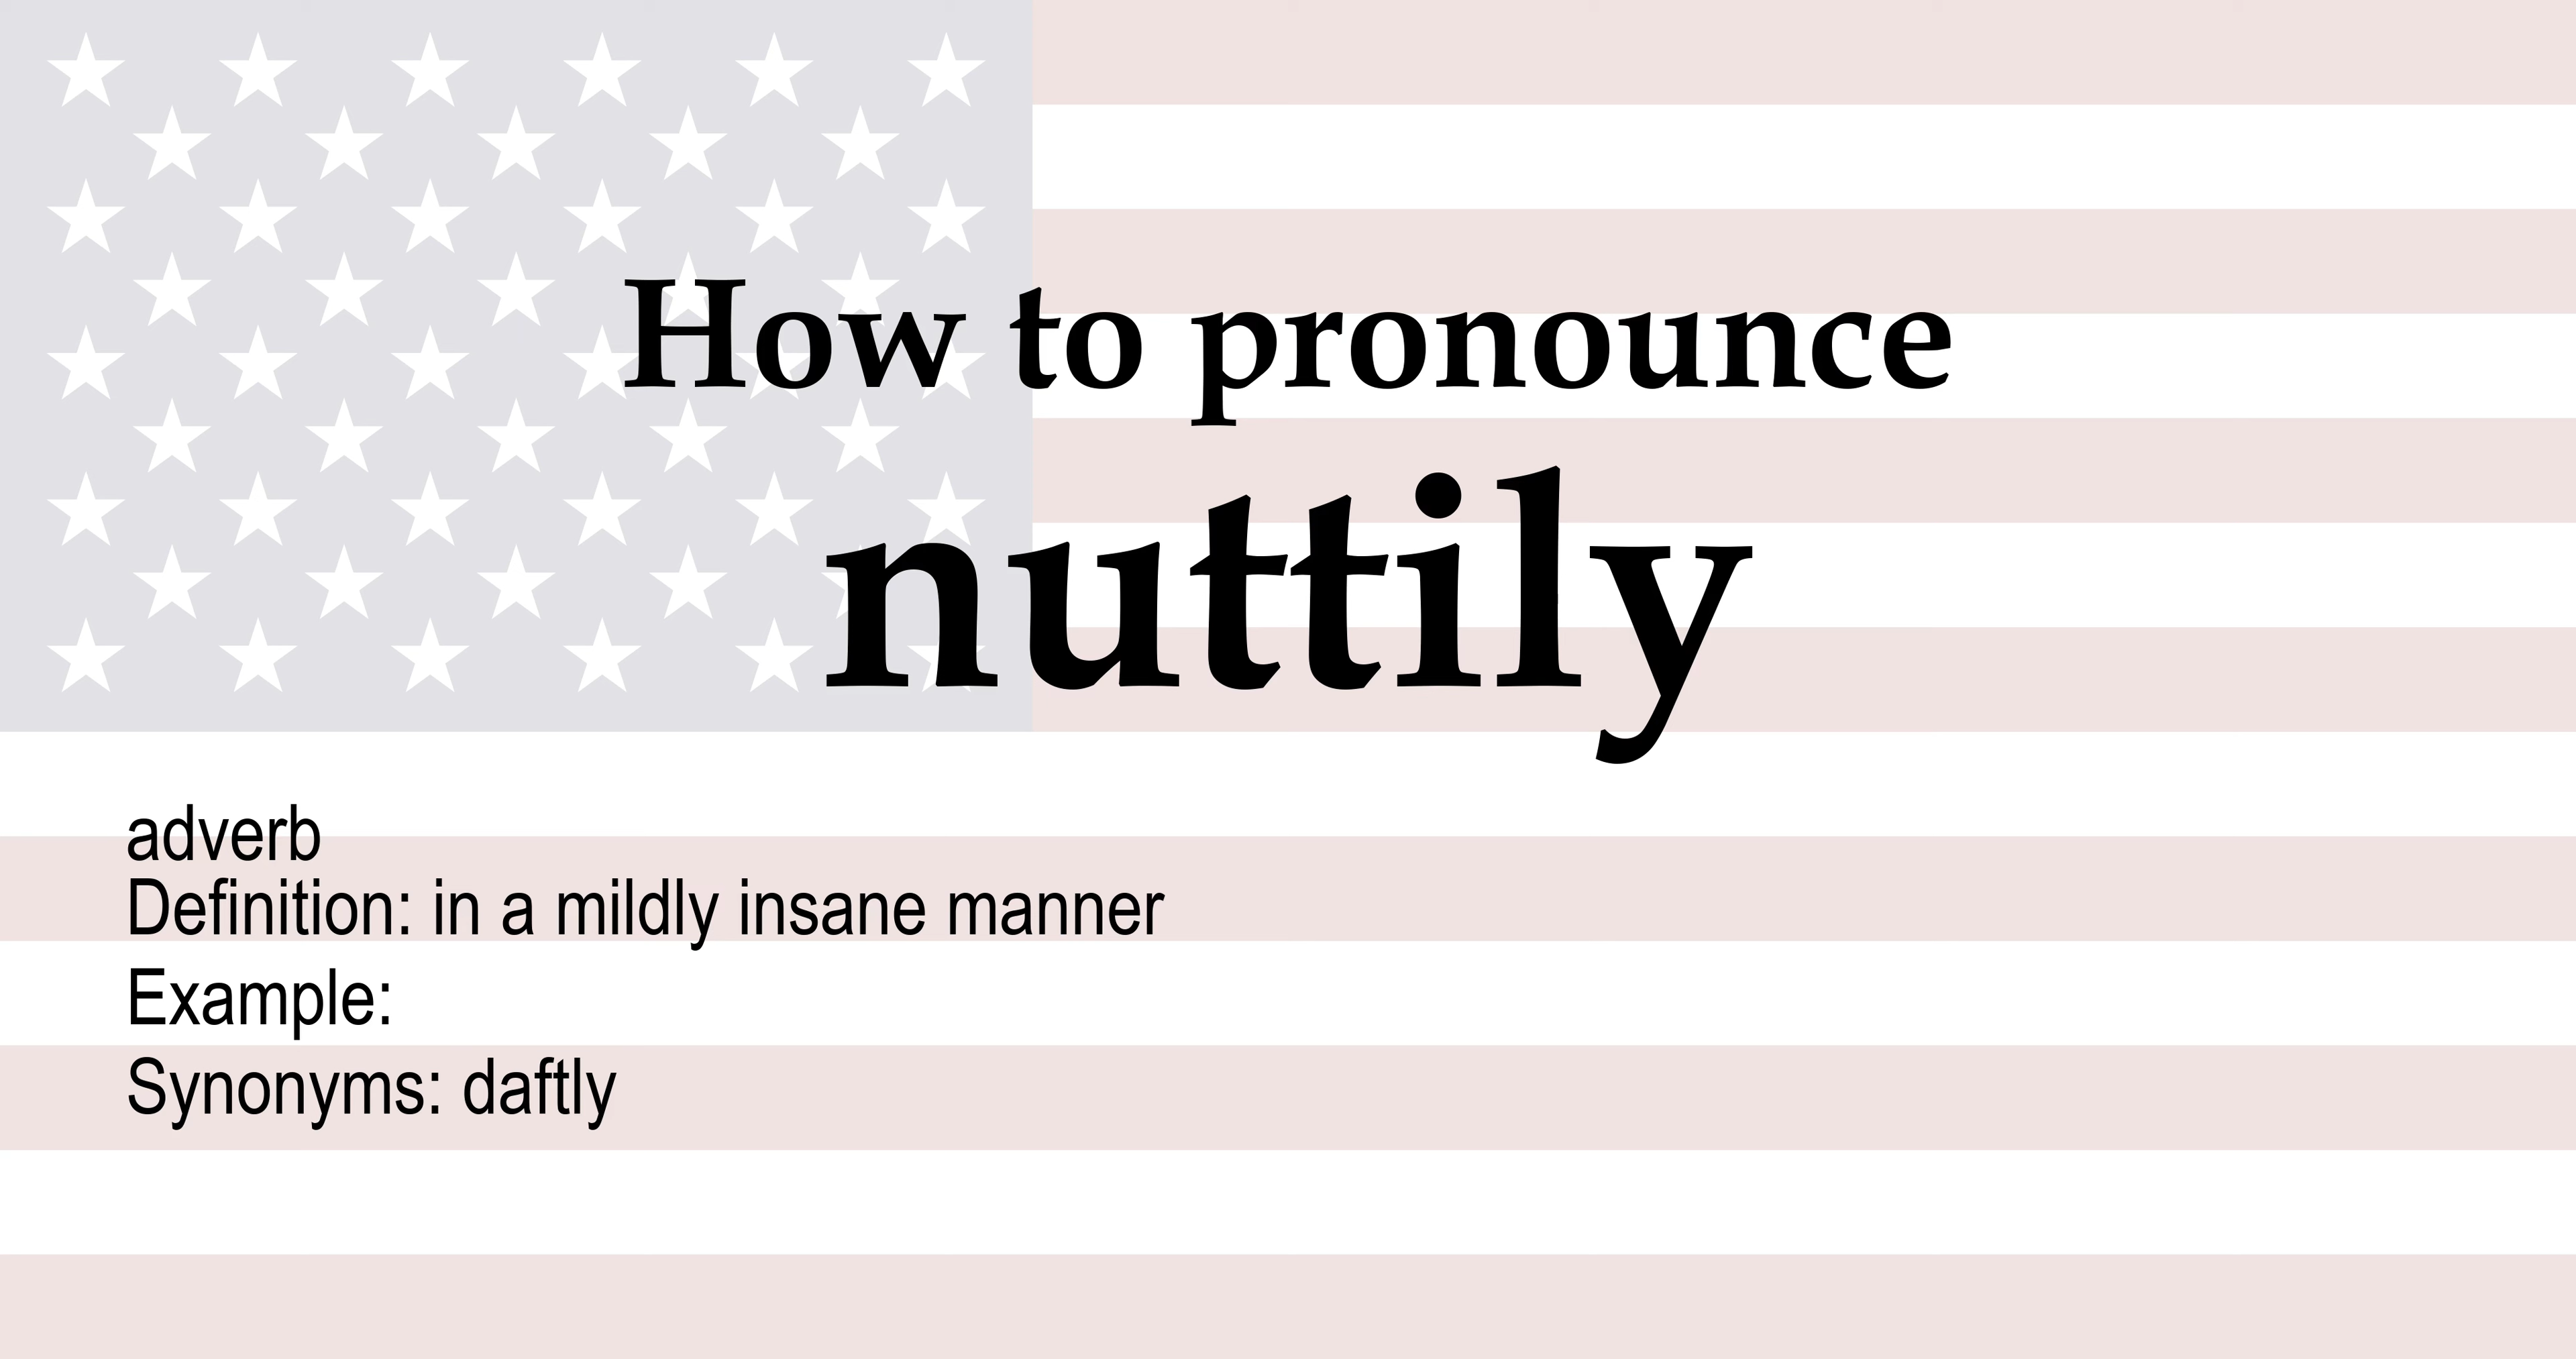 How to pronounce
nuttily
adverb
Definition: in a mildly insane manner
Example:
Synonyms: daftly